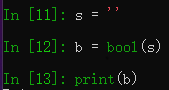 In [11]: s = ''
In [12]: b = bool(s)
In [13]: print(b)